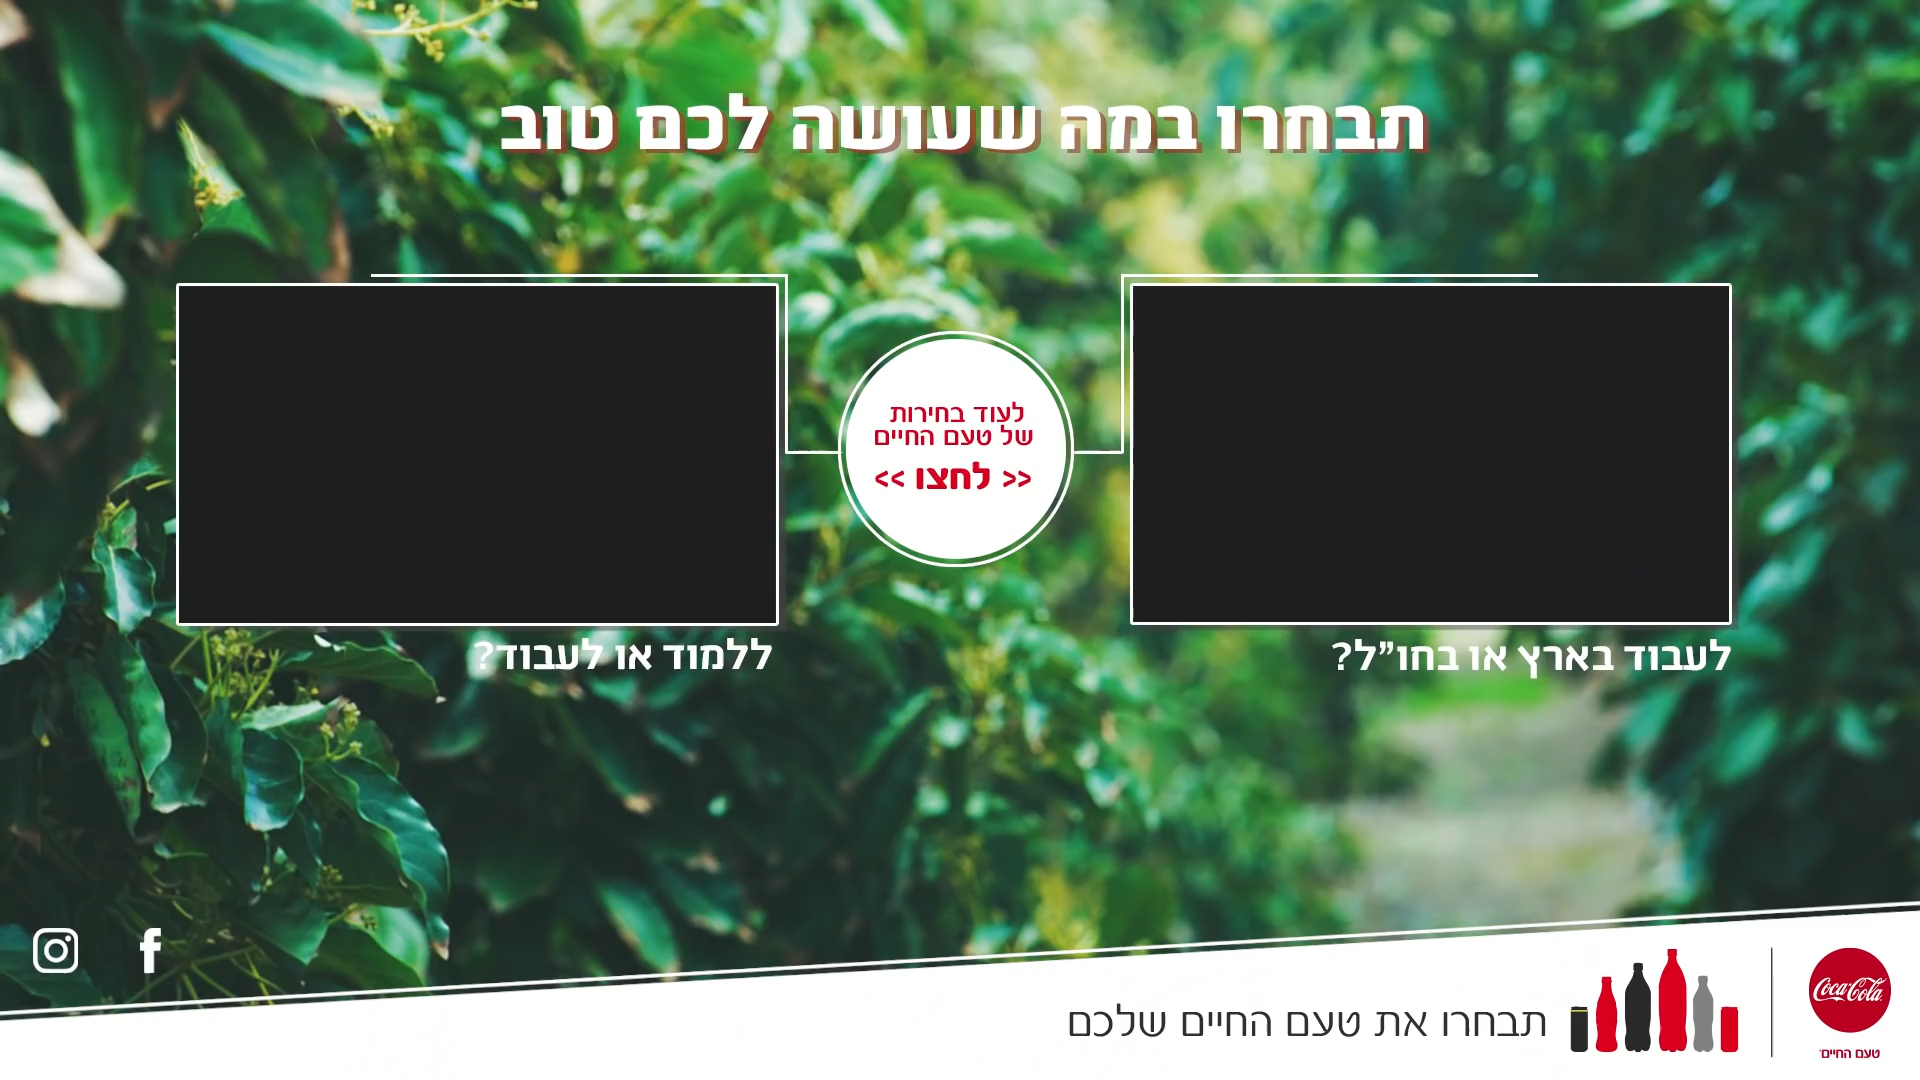 תבחרו במה שעושה לכם טוב
לעוד בחירות
של טעם החיים
>> לחצו <<
לעבוד בארץ או בחו"ל?
ללמוד או לעבוד?
תבחרו את טעם החיים שלכם
Coca-Cola
טעם החיים